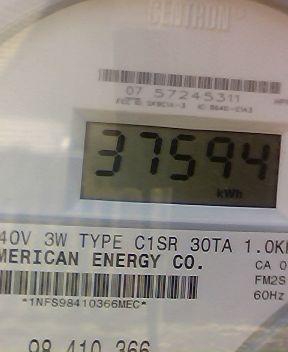 CENTRON®
07 57245311
37594
kWh
40V 3W TYPE C1SR 30TA 1.0K
MERICAN ENERGY CO.
CA 0
FM2S
60Hz
*1NFS98410366MEC*
98 410 366